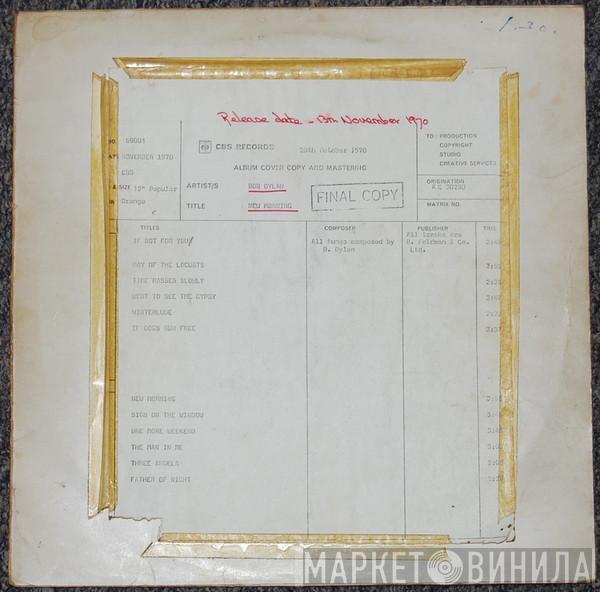 1.30.
Release date - 13th November 1970
NO. 69001
CBS RECORDS 20th October 1970
TO: PRODUCTION
COPYRIGHT
STUDIO
CREATIVE SERVICES
NOVEMBER 1970
ALBUM COVER COPY AND MASTERING
CBS
SIZE 12" Popular
ARTIST/S BOB DYLAN
FINAL COPY
ORIGINATION
KC 30290
Orange
TITLE NEW MORNING
MATRIX NO.
TITLES COMPOSER PUBLISHER TIME
IF NOT FOR YOU
All tunes composed by
B. Dylan
All tracks are
B. Feldman & Co.
Ltd.
DAY OF THE LOCUSTS
TIME PASSES SLOWLY
WENT TO SEE THE GYPSY
WINTERLUDE
IF DOGS RUN FREE
NEW MORNING
SIGN ON THE WINDOW
ONE MORE WEEKEND
THE MAN IN ME
THREE ANGELS
FATHER OF NIGHT
МАРКЕТ ВИНИЛА